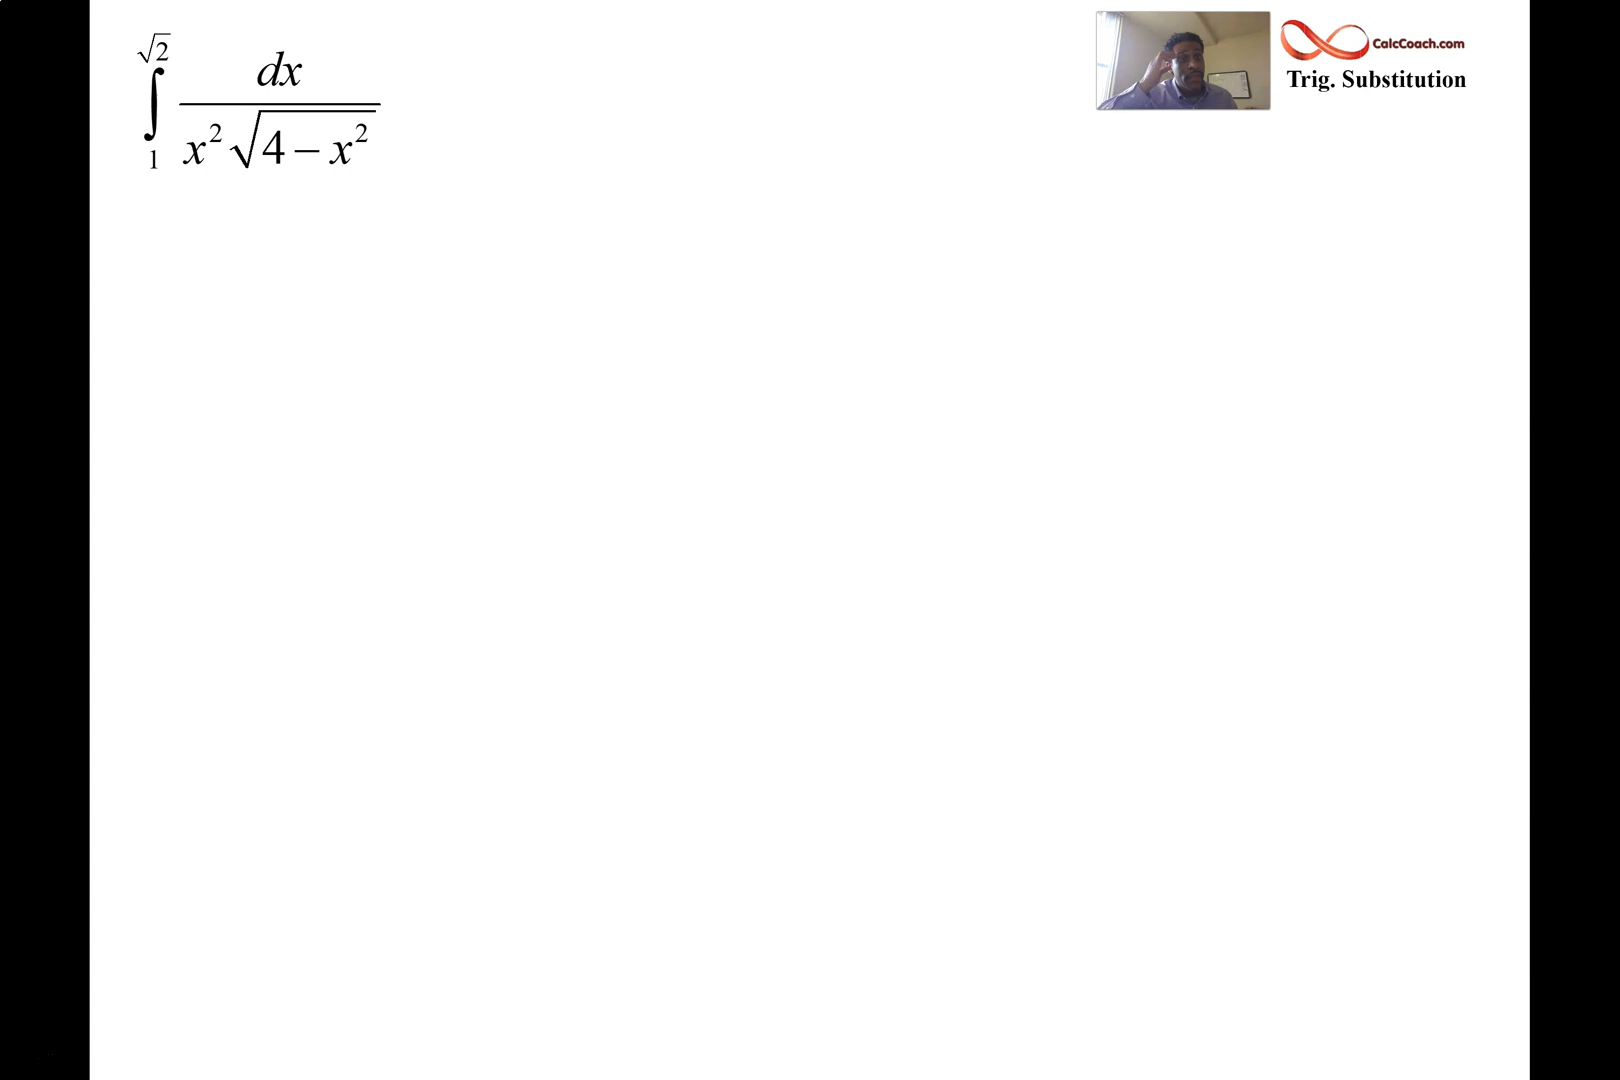 ∫₁^√2 dx / (x²√(4 − x²))
CalcCoach.com
Trig. Substitution